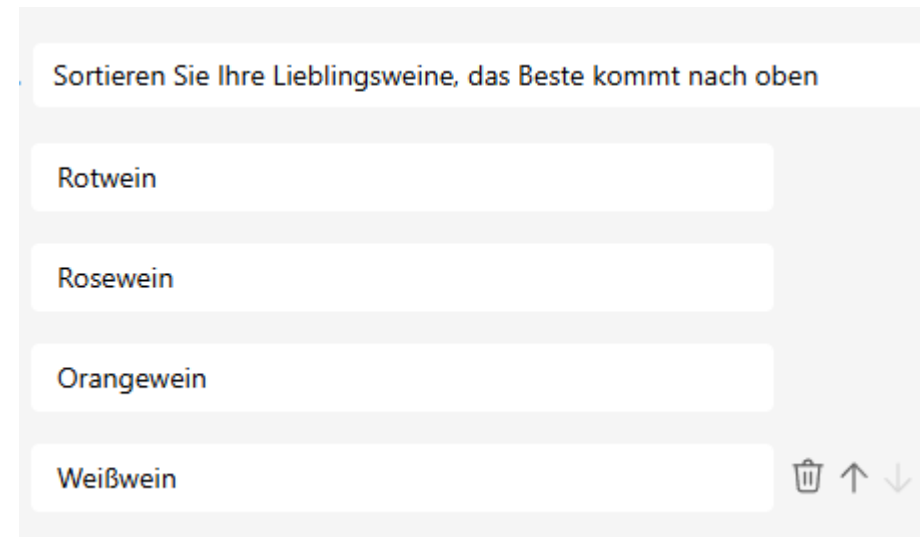 Sortieren Sie Ihre Lieblingsweine, das Beste kommt nach oben
Rotwein
Rosewein
Orangewein
Weißwein